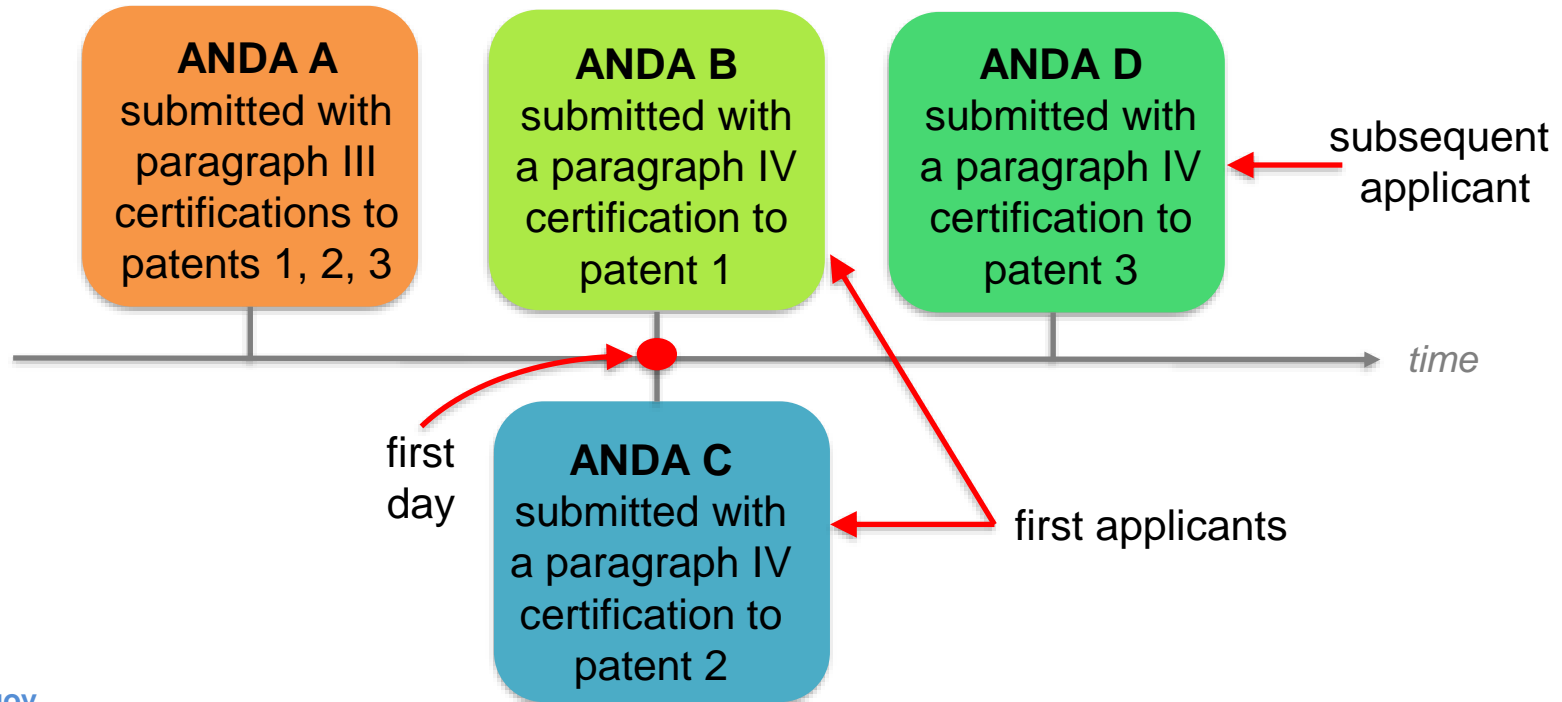 ANDA A
submitted with
paragraph III
certifications to
patents 1, 2, 3
ANDA B
submitted with
a paragraph IV
certification to
patent 1
ANDA D
submitted with
a paragraph IV
certification to
patent 3
subsequent
applicant
time
first
day
ANDA C
submitted with
a paragraph IV
certification to
patent 2
first applicants